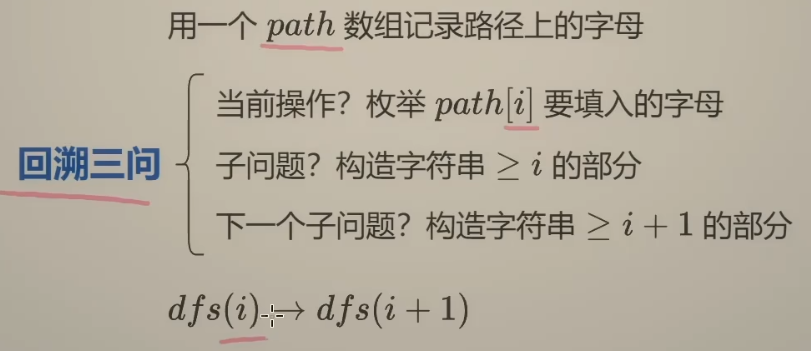 用一个 path 数组记录路径上的字母
当前操作？枚举 path[i] 要填入的字母
回溯三问
子问题？构造字符串 ≥ i 的部分
下一个子问题？构造字符串 ≥ i + 1 的部分
dfs(i) → dfs(i + 1)